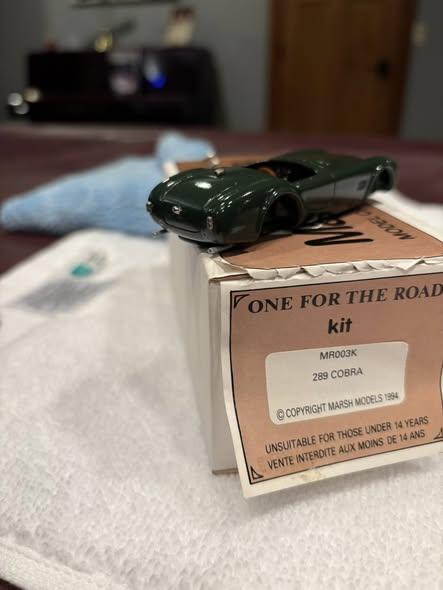 ONE FOR THE ROAD
kit
MR003K
289 COBRA
© COPYRIGHT MARSH MODELS 1994
UNSUITABLE FOR THOSE UNDER 14 YEARS
VENTE INTERDITE AUX MOINS DE 14 ANS